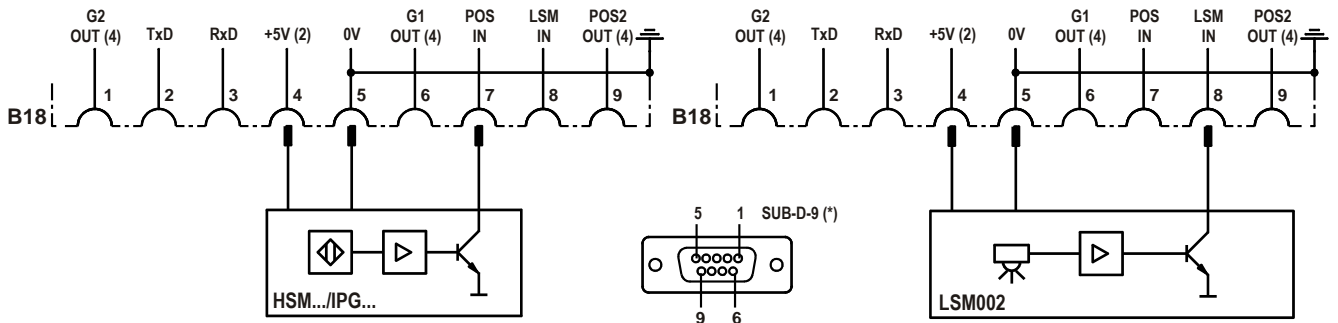 G2 OUT (4) TxD RxD +5V (2) 0V G1 OUT (4) POS IN LSM IN POS2 OUT (4)
B18 1 2 3 4 5 6 7 8 9
HSM.../IPG...
5 1 SUB-D-9 (*)
9 6
G2 OUT (4) TxD RxD +5V (2) 0V G1 OUT (4) POS IN LSM IN POS2 OUT (4)
B18 1 2 3 4 5 6 7 8 9
LSM002